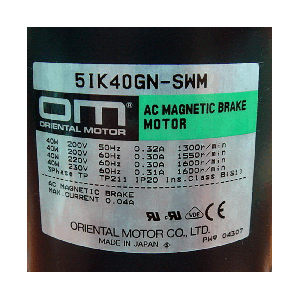 5IK40GN-SWM
OM
ORIENTAL MOTOR
AC MAGNETIC BRAKE
MOTOR
40W 200V 50Hz 0.32A 1300r/min
40W 200V 60Hz 0.30A 1550r/min
40W 220V 60Hz 0.30A 1600r/min
40W 230V 60Hz 0.31A 1600r/min
3Phase TP TP211 IP20 Ins.Class B(S1)
AC MAGNETIC BRAKE
MAX CURRENT 0.04A
ORIENTAL MOTOR CO., LTD.
MADE IN JAPAN
04307